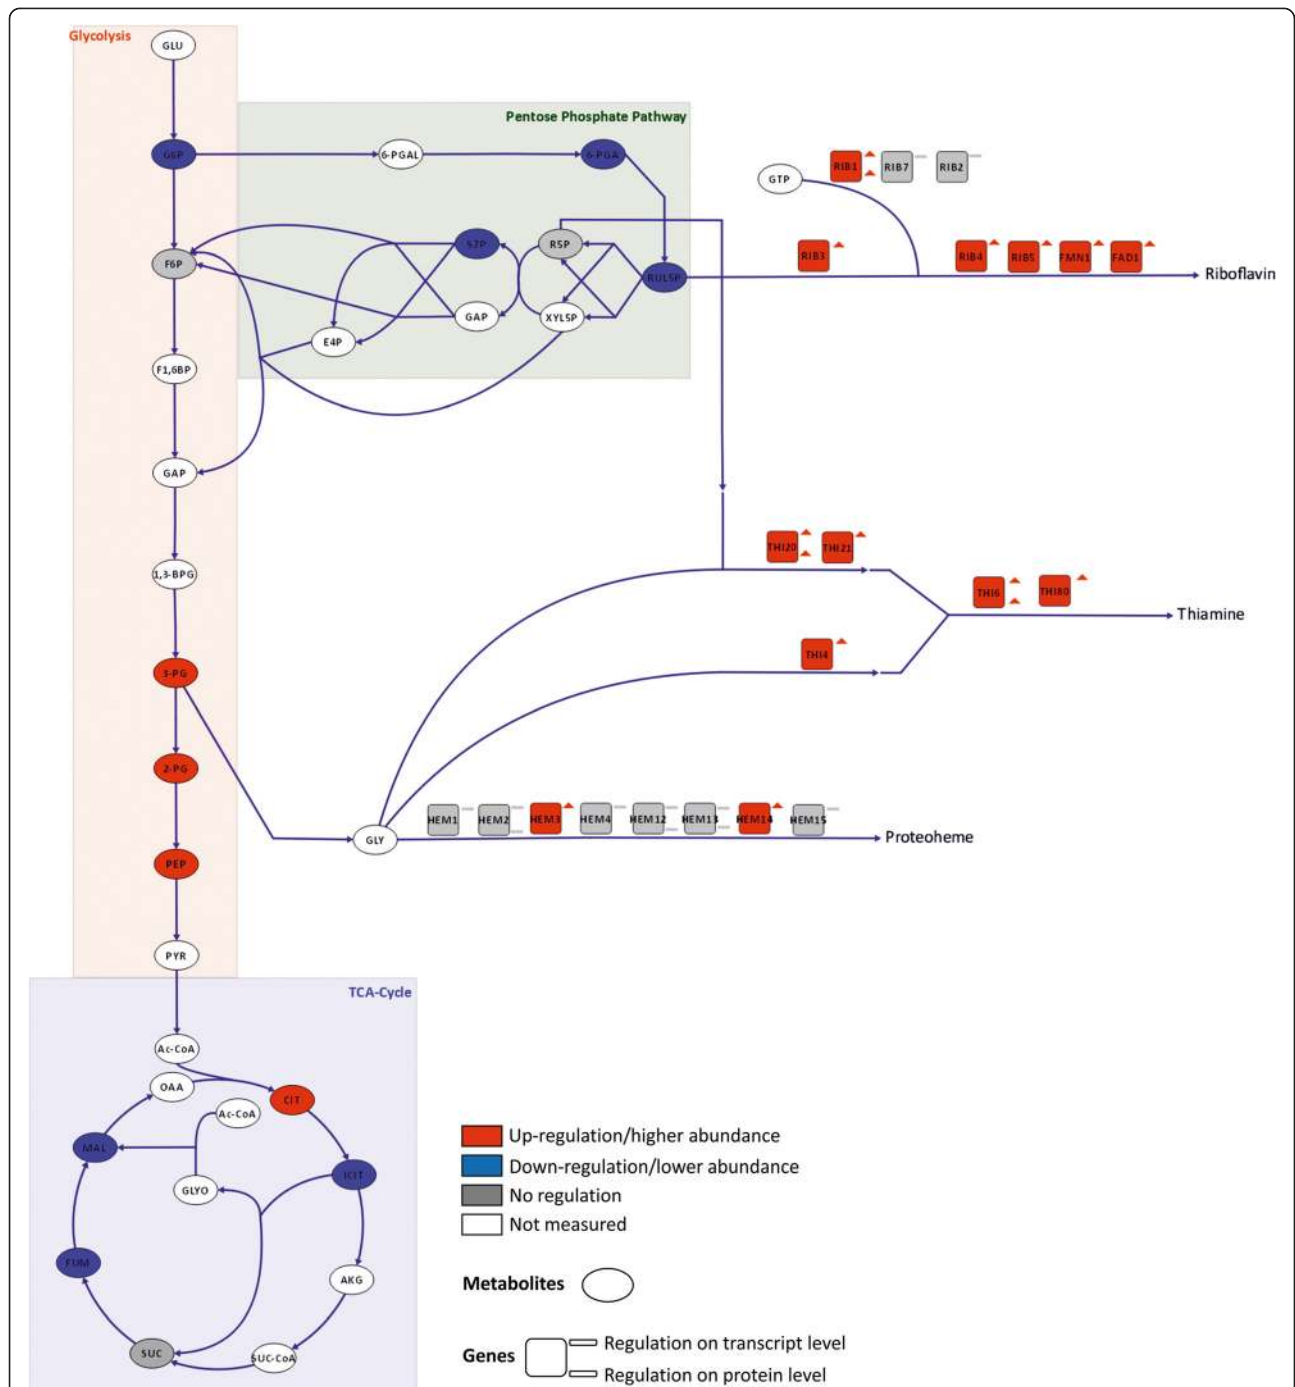 Glycolysis
GLU
Pentose Phosphate Pathway
G6P
6-PGAL
6-PGA
GTP
RIB1
RIB7
RIB2
F6P
S7P
R5P
RUL5P
RIB3
RIB4
RIB5
FMN1
FAD1
Riboflavin
E4P
GAP
XYL5P
F1,6BP
GAP
1,3-BPG
THI20
THI21
THI6
THI80
Thiamine
THI4
3-PG
2-PG
PEP
GLY
HEM1
HEM2
HEM3
HEM4
HEM12
HEM13
HEM14
HEM15
Proteoheme
PYR
TCA-Cycle
Ac-CoA
OAA
CIT
Ac-CoA
MAL
ICIT
GLYO
FUM
AKG
SUC
SUC-CoA
Up-regulation/higher abundance
Down-regulation/lower abundance
No regulation
Not measured
Metabolites
Genes
Regulation on transcript level
Regulation on protein level